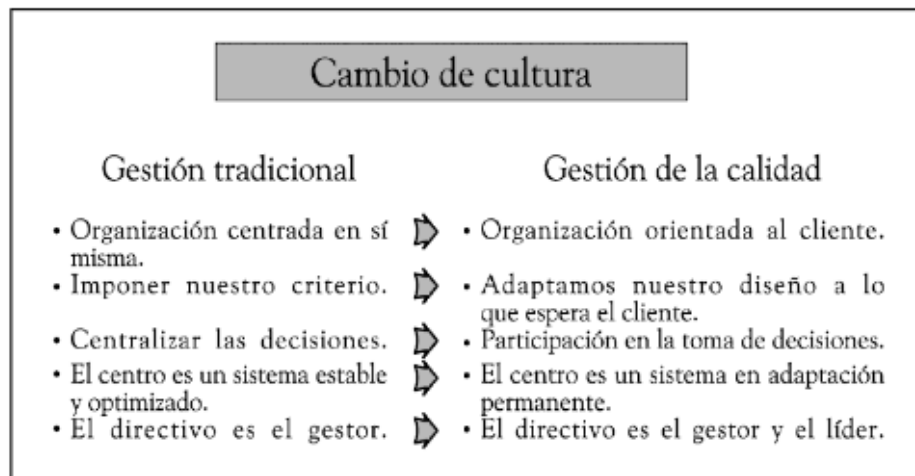 Cambio de cultura
Gestión tradicional
• Organización centrada en sí
misma.
• Imponer nuestro criterio.
• Centralizar las decisiones.
• El centro es un sistema estable
y optimizado.
• El directivo es el gestor.
Gestión de la calidad
• Organización orientada al cliente.
• Adaptamos nuestro diseño a lo
que espera el cliente.
• Participación en la toma de decisiones.
• El centro es un sistema en adaptación
permanente.
• El directivo es el gestor y el líder.